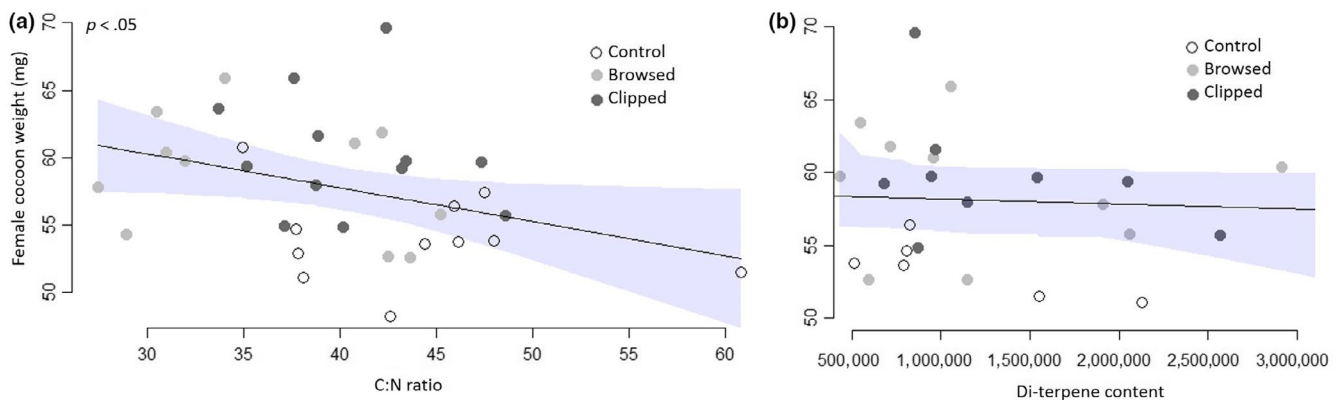 (a)
p < .05
Female cocoon weight (mg)
70
65
60
55
50
Control
Browsed
Clipped
30 35 40 45 50 55 60
C:N ratio
(b)
70
65
60
55
50
Control
Browsed
Clipped
500,000 1,000,000 1,500,000 2,000,000 2,500,000 3,000,000
Di-terpene content